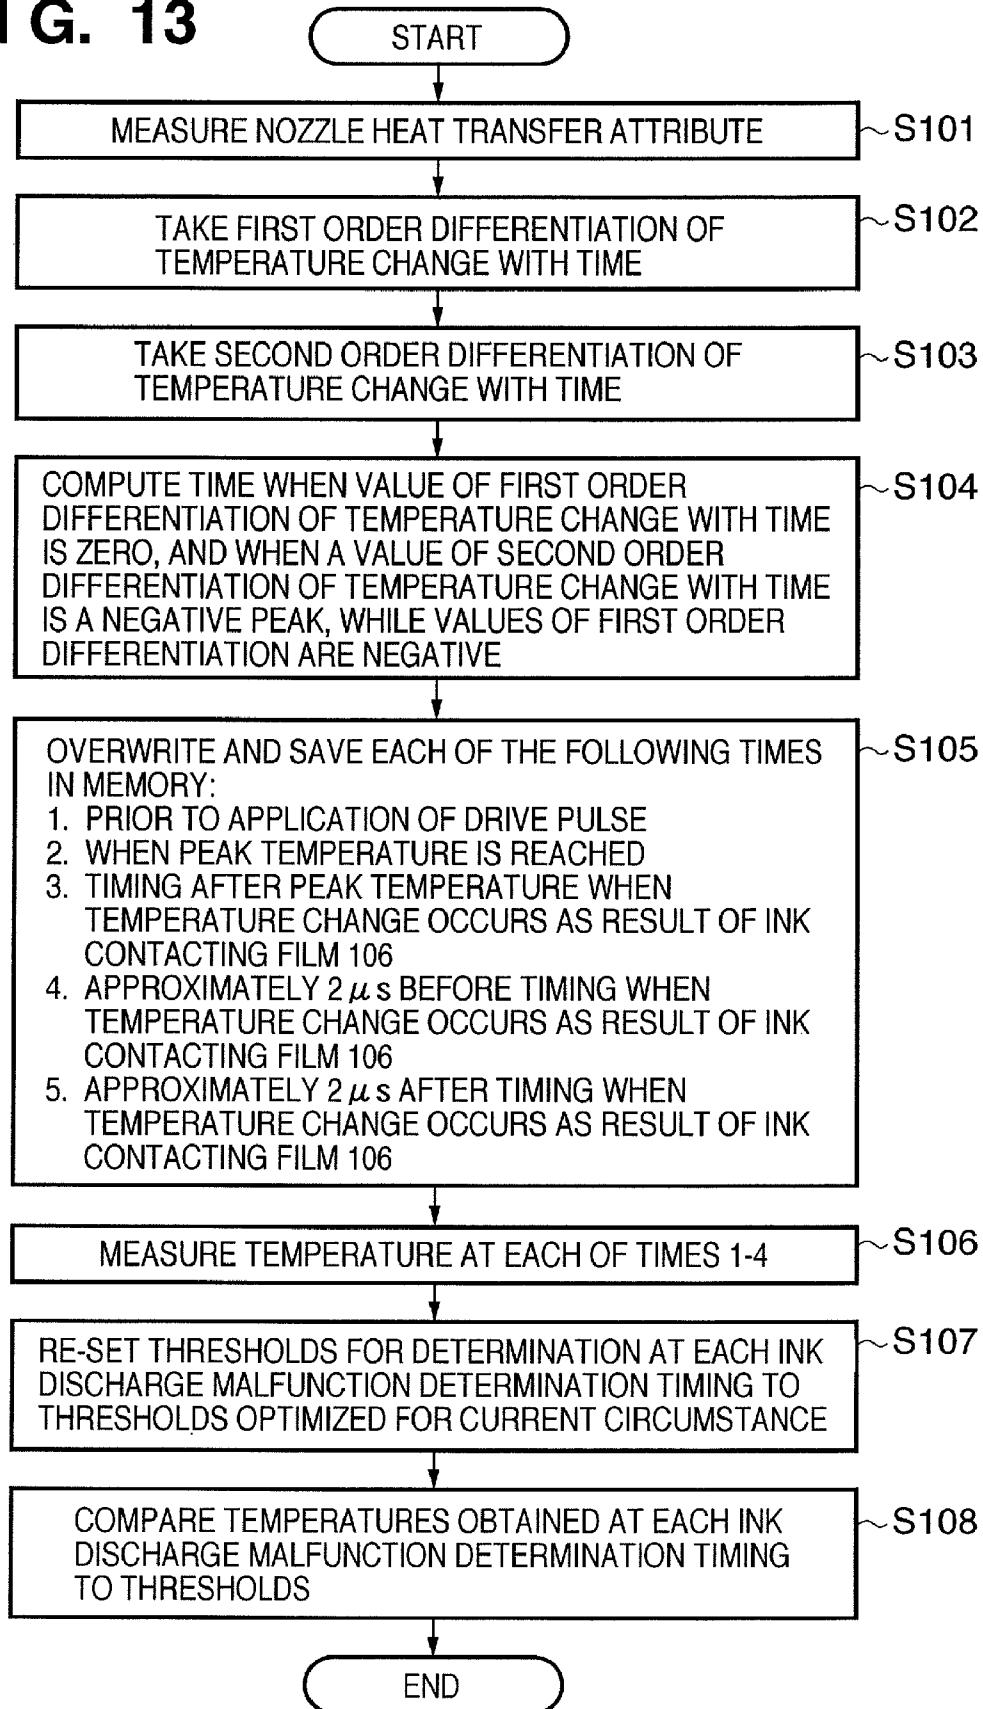 I G. 13
START
MEASURE NOZZLE HEAT TRANSFER ATTRIBUTE
S101
TAKE FIRST ORDER DIFFERENTIATION OF
TEMPERATURE CHANGE WITH TIME
S102
TAKE SECOND ORDER DIFFERENTIATION OF
TEMPERATURE CHANGE WITH TIME
S103
COMPUTE TIME WHEN VALUE OF FIRST ORDER
DIFFERENTIATION OF TEMPERATURE CHANGE WITH TIME
IS ZERO, AND WHEN A VALUE OF SECOND ORDER
DIFFERENTIATION OF TEMPERATURE CHANGE WITH TIME
IS A NEGATIVE PEAK, WHILE VALUES OF FIRST ORDER
DIFFERENTIATION ARE NEGATIVE
S104
OVERWRITE AND SAVE EACH OF THE FOLLOWING TIMES
IN MEMORY:
1. PRIOR TO APPLICATION OF DRIVE PULSE
2. WHEN PEAK TEMPERATURE IS REACHED
3. TIMING AFTER PEAK TEMPERATURE WHEN
TEMPERATURE CHANGE OCCURS AS RESULT OF INK
CONTACTING FILM 106
4. APPROXIMATELY 2 μ s BEFORE TIMING WHEN
TEMPERATURE CHANGE OCCURS AS RESULT OF INK
CONTACTING FILM 106
5. APPROXIMATELY 2 μ s AFTER TIMING WHEN
TEMPERATURE CHANGE OCCURS AS RESULT OF INK
CONTACTING FILM 106
S105
MEASURE TEMPERATURE AT EACH OF TIMES 1-4
S106
RE-SET THRESHOLDS FOR DETERMINATION AT EACH INK
DISCHARGE MALFUNCTION DETERMINATION TIMING TO
THRESHOLDS OPTIMIZED FOR CURRENT CIRCUMSTANCE
S107
COMPARE TEMPERATURES OBTAINED AT EACH INK
DISCHARGE MALFUNCTION DETERMINATION TIMING
TO THRESHOLDS
S108
END